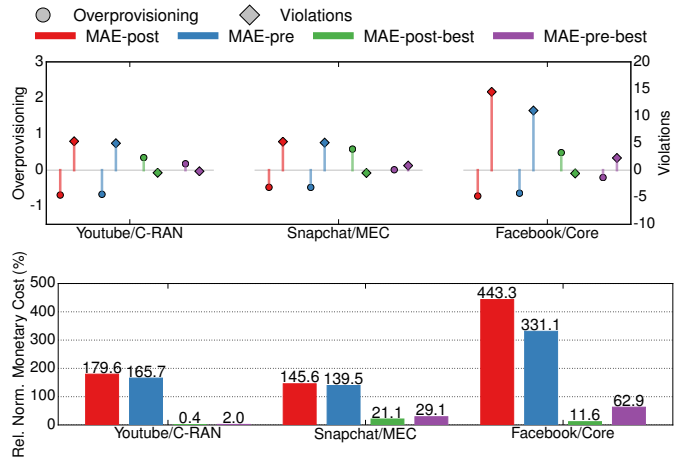 Overprovisioning Violations
MAE-post MAE-pre MAE-post-best MAE-pre-best
Overprovisioning
3
2
1
0
-1
20
15
10
5
0
-5
-10
Violations
Youtube/C-RAN Snapchat/MEC Facebook/Core
Rel. Norm. Monetary Cost (%)
500
400
300
200
100
0
179.6 165.7 0.4 2.0
145.6 139.5 21.1 29.1
443.3 331.1 11.6 62.9
Youtube/C-RAN Snapchat/MEC Facebook/Core